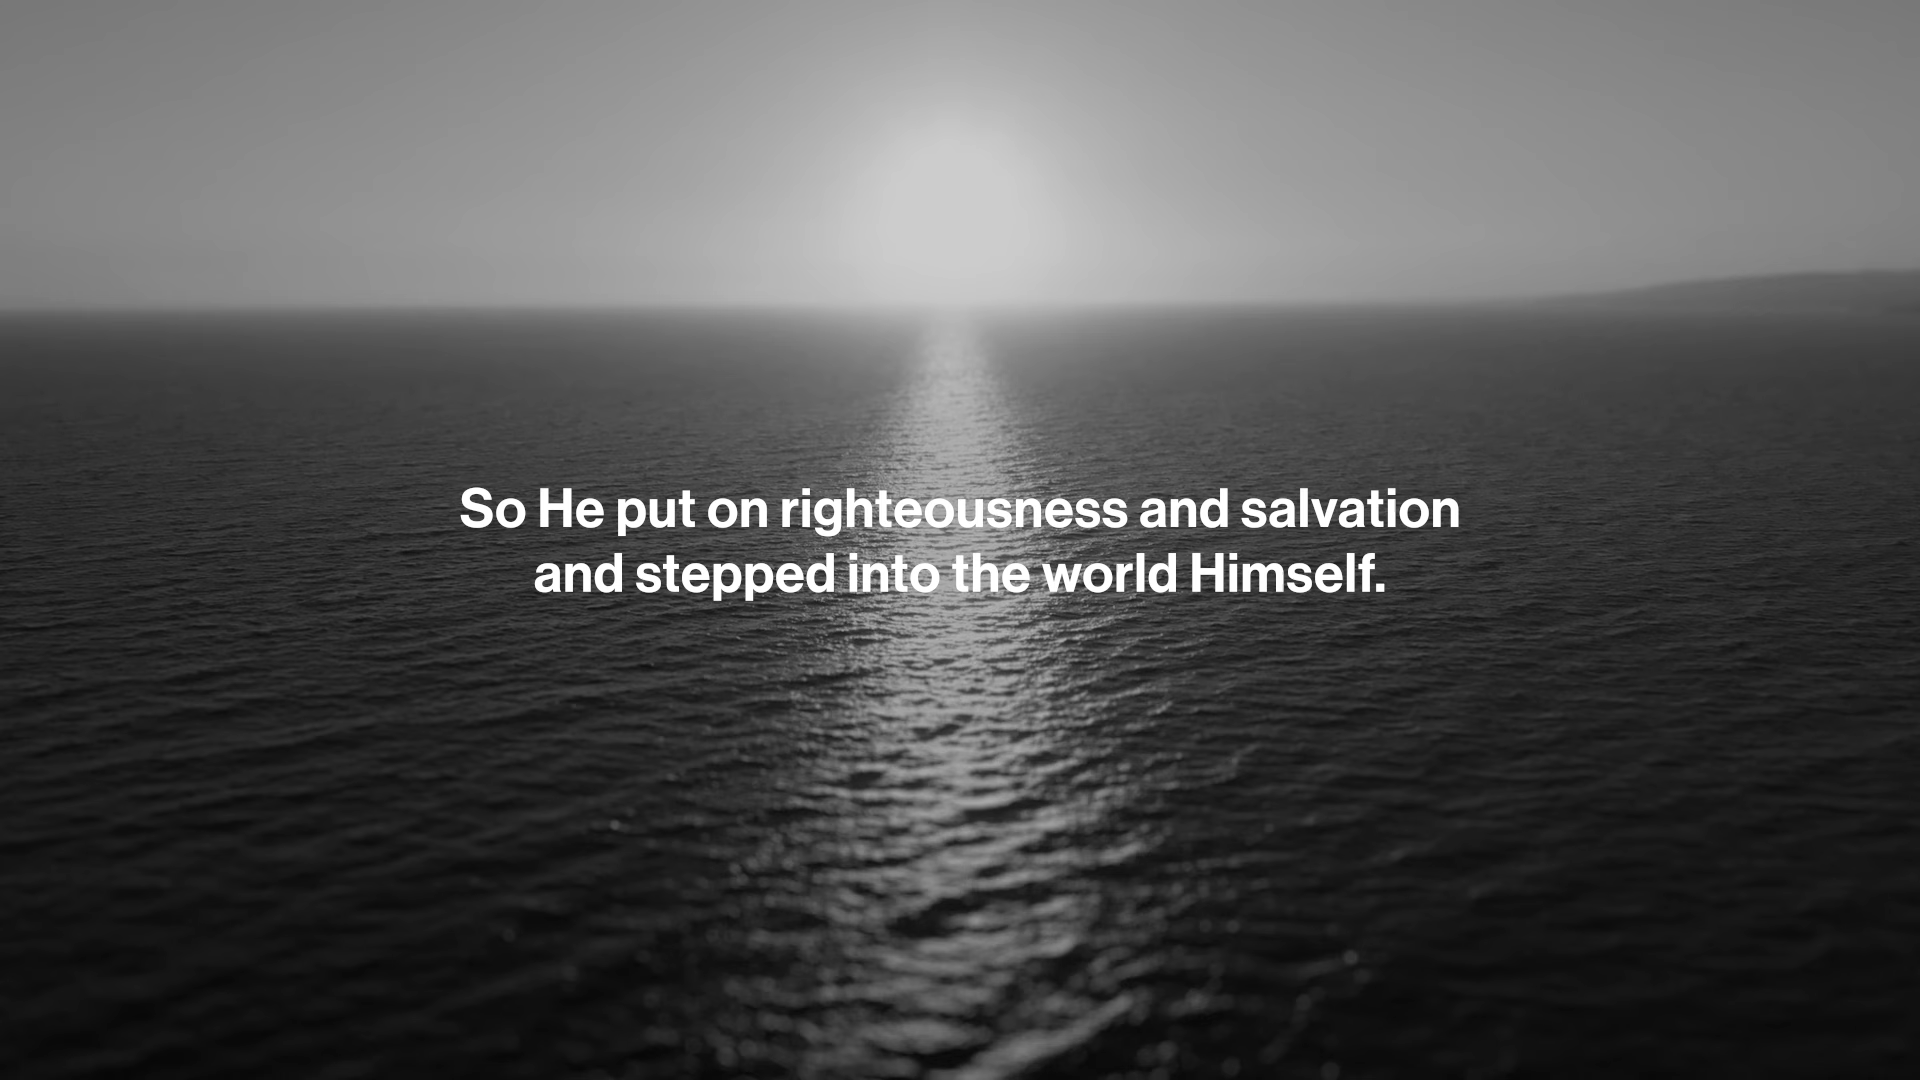 So He put on righteousness and salvation
and stepped into the world Himself.